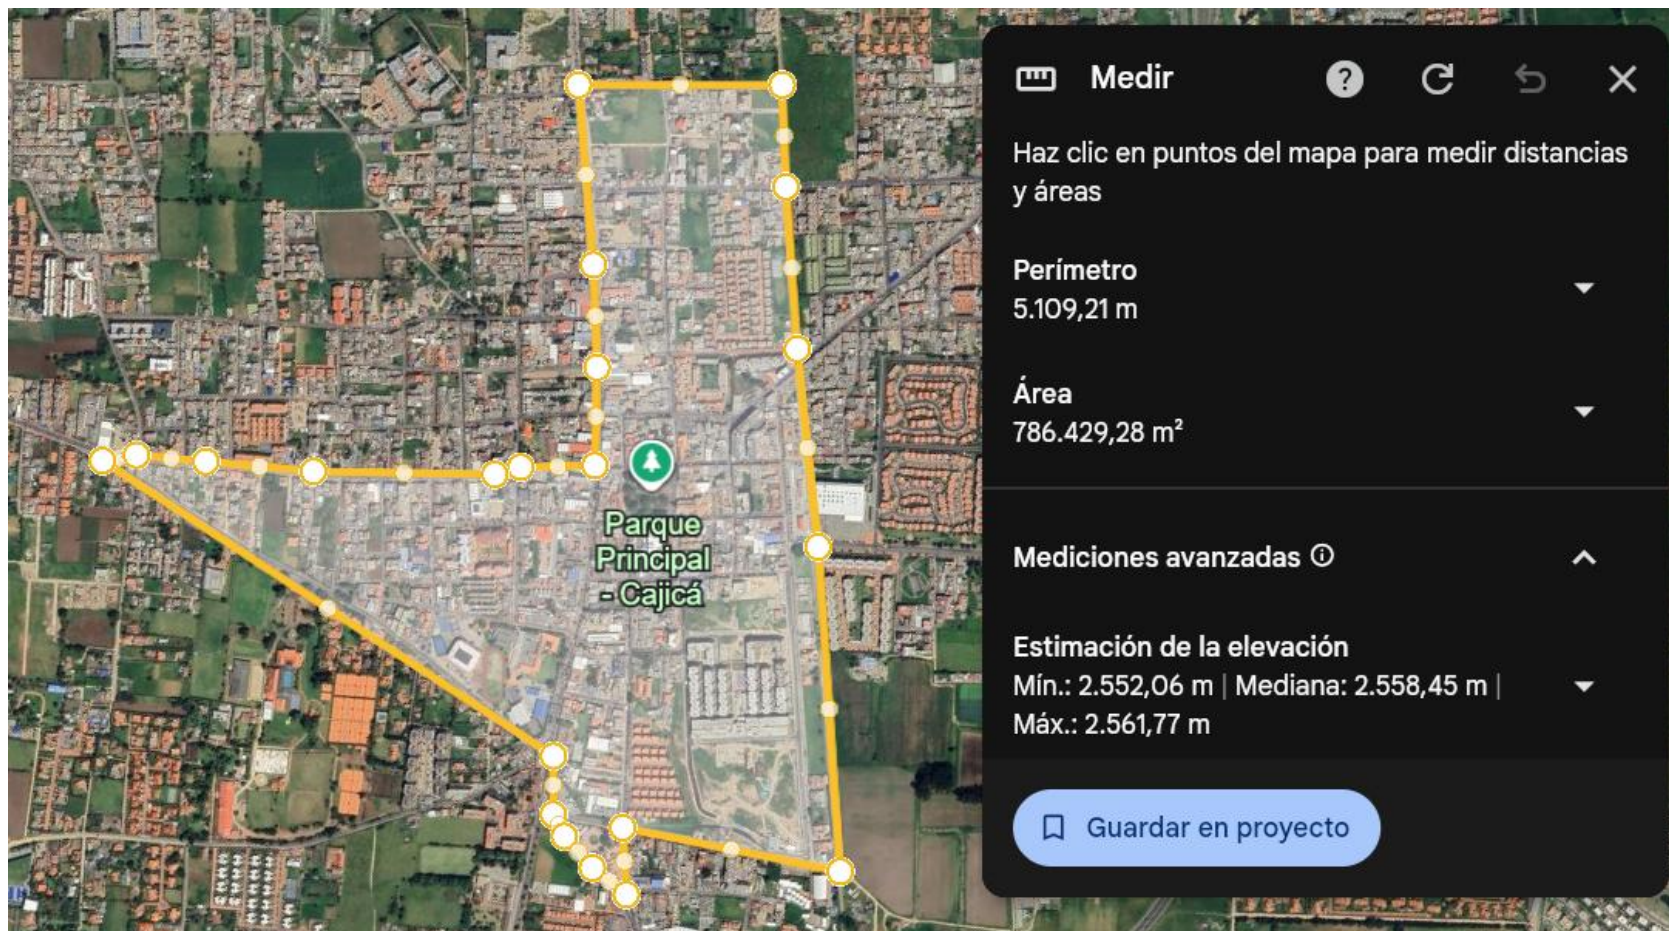 Medir
Haz clic en puntos del mapa para medir distancias
y áreas
Perímetro
5.109,21 m
Área
786.429,28 m²
Mediciones avanzadas
Estimación de la elevación
Mín.: 2.552,06 m | Mediana: 2.558,45 m |
Máx.: 2.561,77 m
Guardar en proyecto
Parque
Principal
- Cajicá